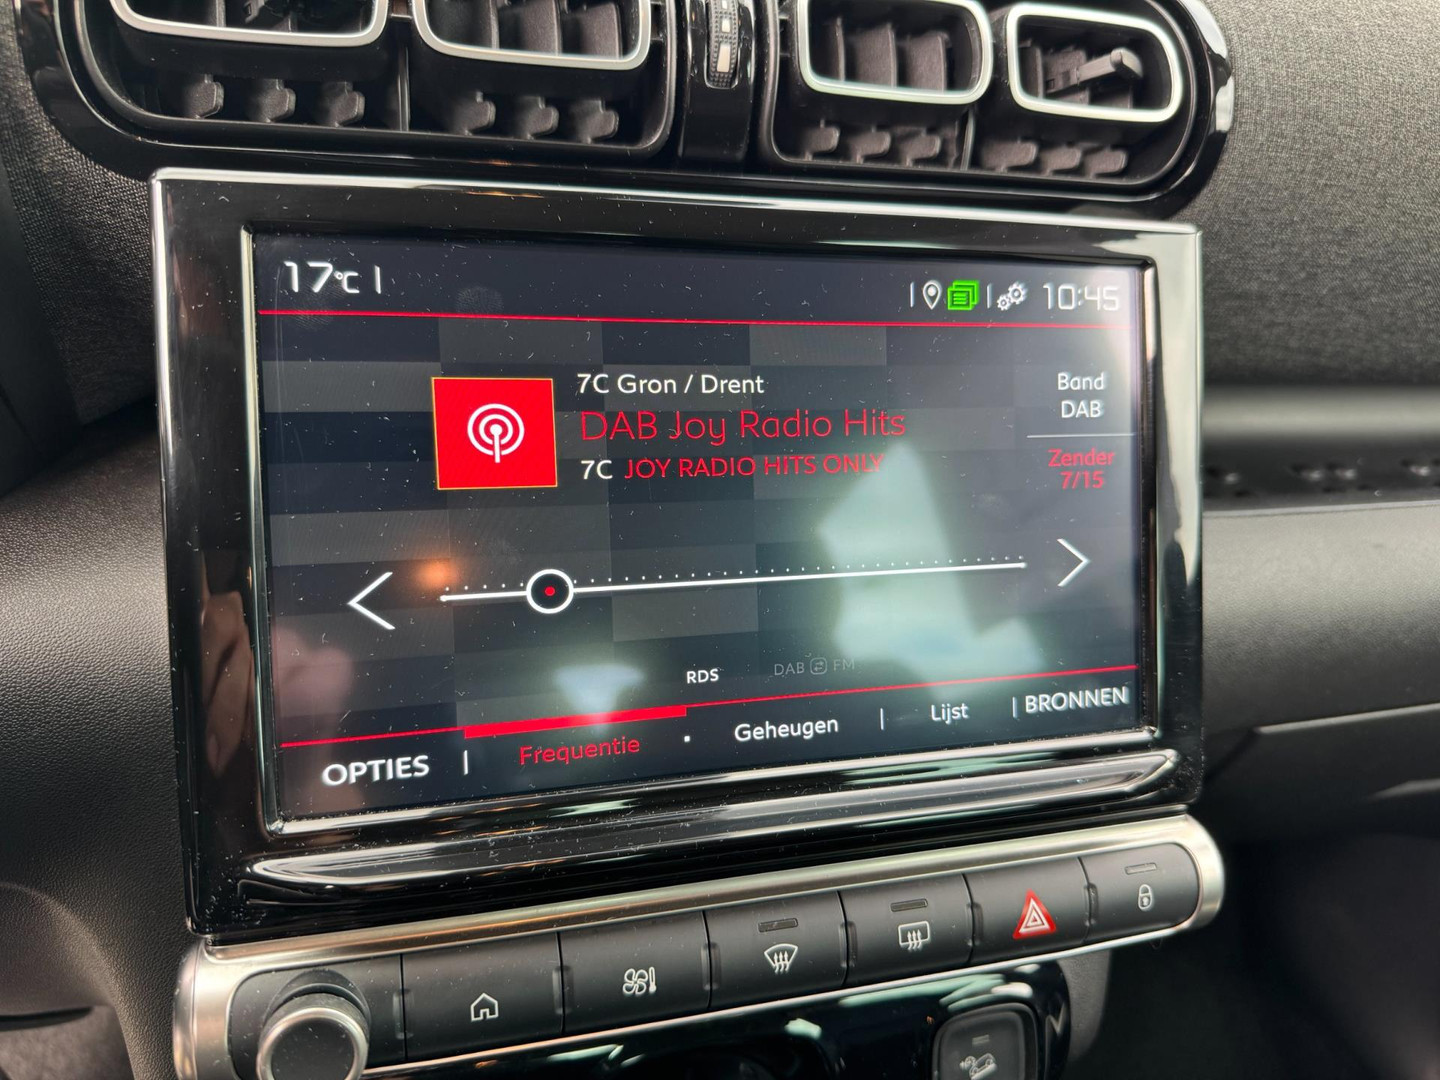 17°C
10:45
7C Gron / Drent
DAB Joy Radio Hits
7C JOY RADIO HITS ONLY
Band
DAB
Zender
7/15
RDS
DAB FM
OPTIES | Frequentie Geheugen | Lijst | BRONNEN